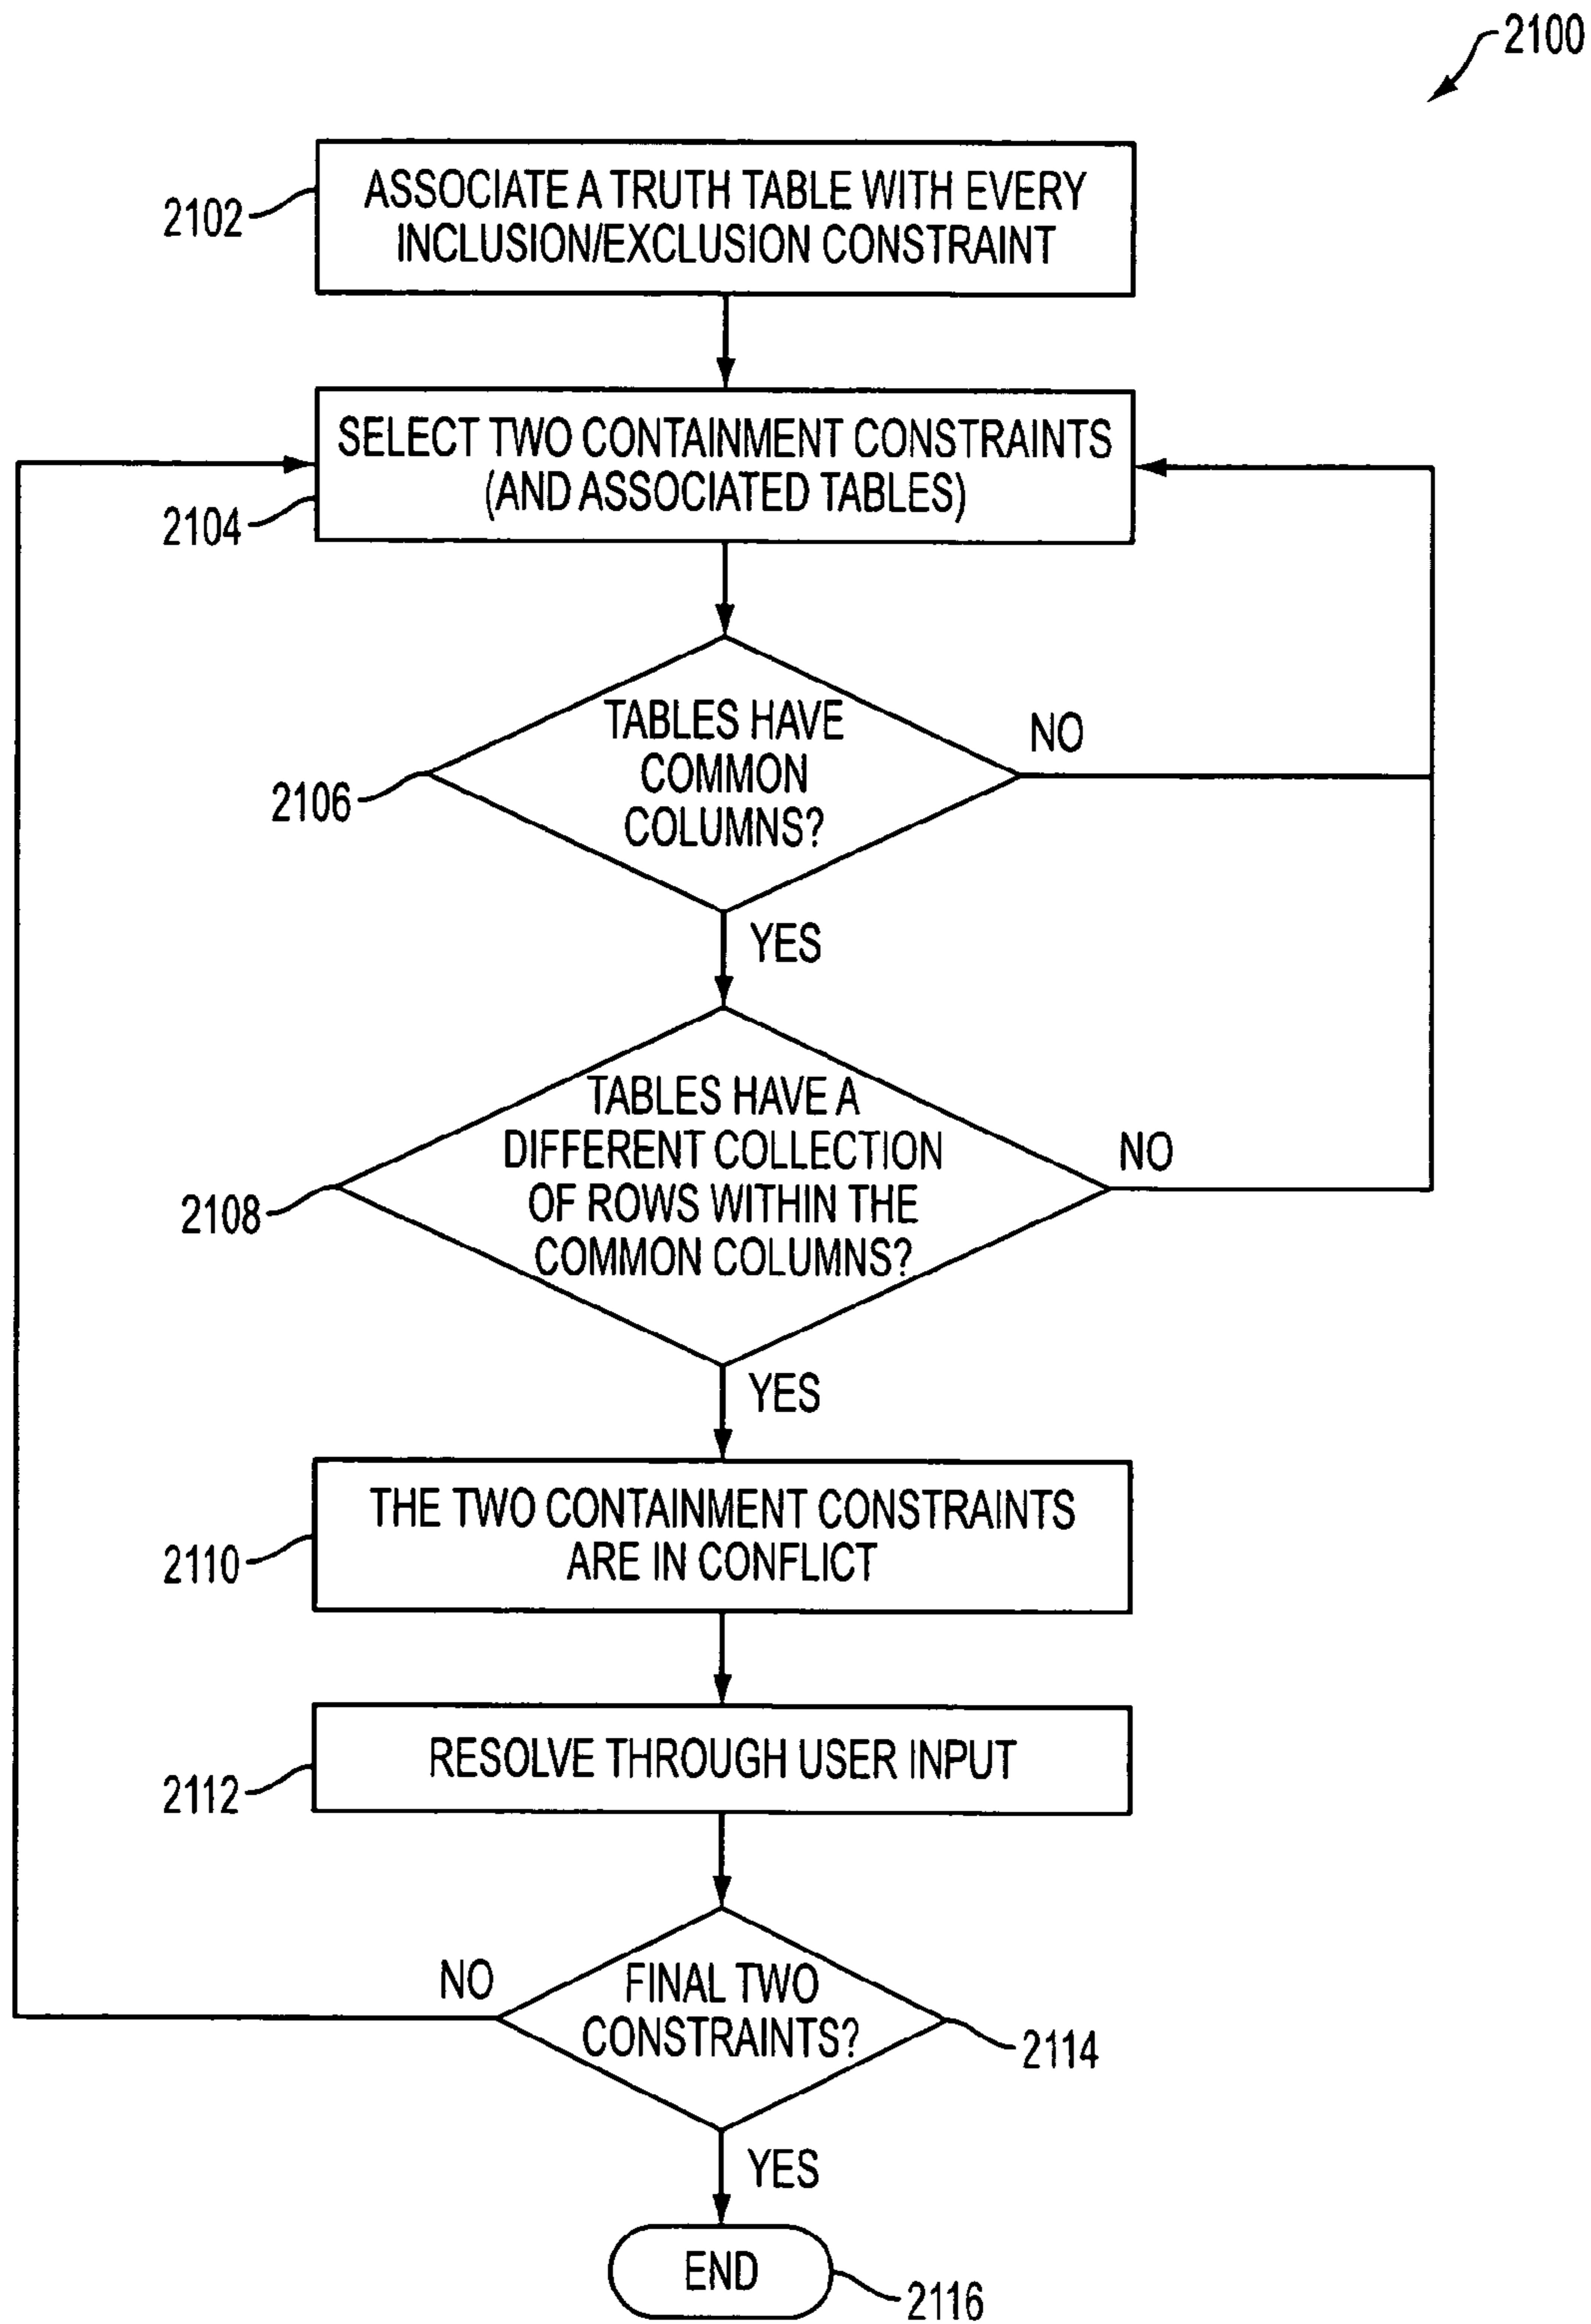 2100
2102
ASSOCIATE A TRUTH TABLE WITH EVERY
INCLUSION/EXCLUSION CONSTRAINT
SELECT TWO CONTAINMENT CONSTRAINTS
(AND ASSOCIATED TABLES)
2104
TABLES HAVE
COMMON
COLUMNS?
NO
2106
YES
TABLES HAVE A
DIFFERENT COLLECTION
OF ROWS WITHIN THE
COMMON COLUMNS?
NO
2108
YES
THE TWO CONTAINMENT CONSTRAINTS
ARE IN CONFLICT
2110
RESOLVE THROUGH USER INPUT
2112
NO
FINAL TWO
CONSTRAINTS?
2114
YES
END
2116